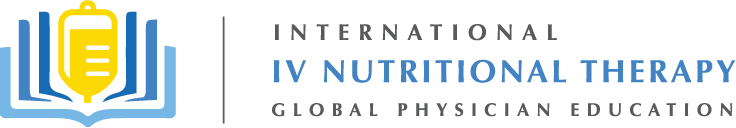 INTERNATIONAL
IV NUTRITIONAL THERAPY
GLOBAL PHYSICIAN EDUCATION